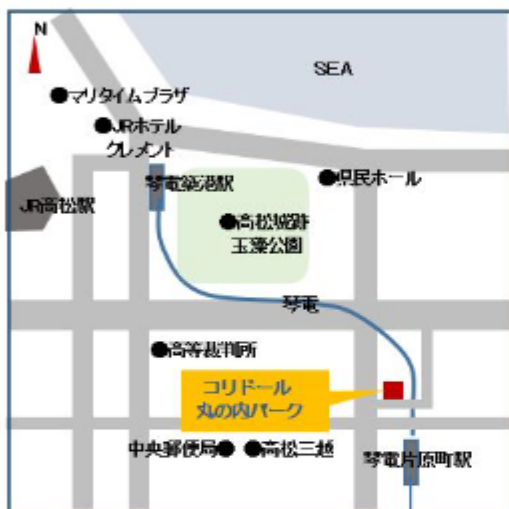 N
SEA
●マリタイムプラザ
●JRホテル
クレメント
琴電築港駅
●県民ホール
JR高松駅
●高松城跡
玉藻公園
琴電
●高等裁判所
コリドール
丸の内パーク
中央郵便局●
●高松三越
琴電片原町駅